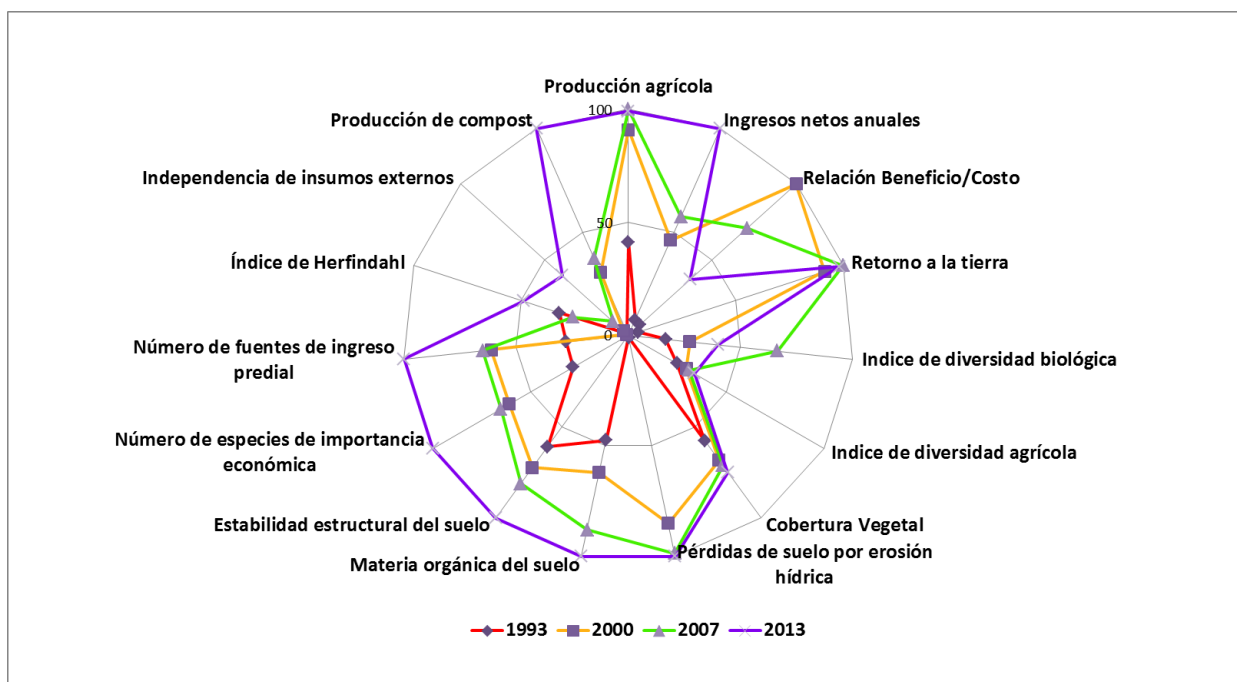 Producción agrícola
100
Ingresos netos anuales
Producción de compost
Independencia de insumos externos
Relación Beneficio/Costo
50
Índice de Herfindahl
Retorno a la tierra
0
Número de fuentes de ingreso
predial
Indice de diversidad biológica
Número de especies de importancia
económica
Indice de diversidad agrícola
Estabilidad estructural del suelo
Cobertura Vegetal
Materia orgánica del suelo
Pérdidas de suelo por erosión
hídrica
1993 2000 2007 2013